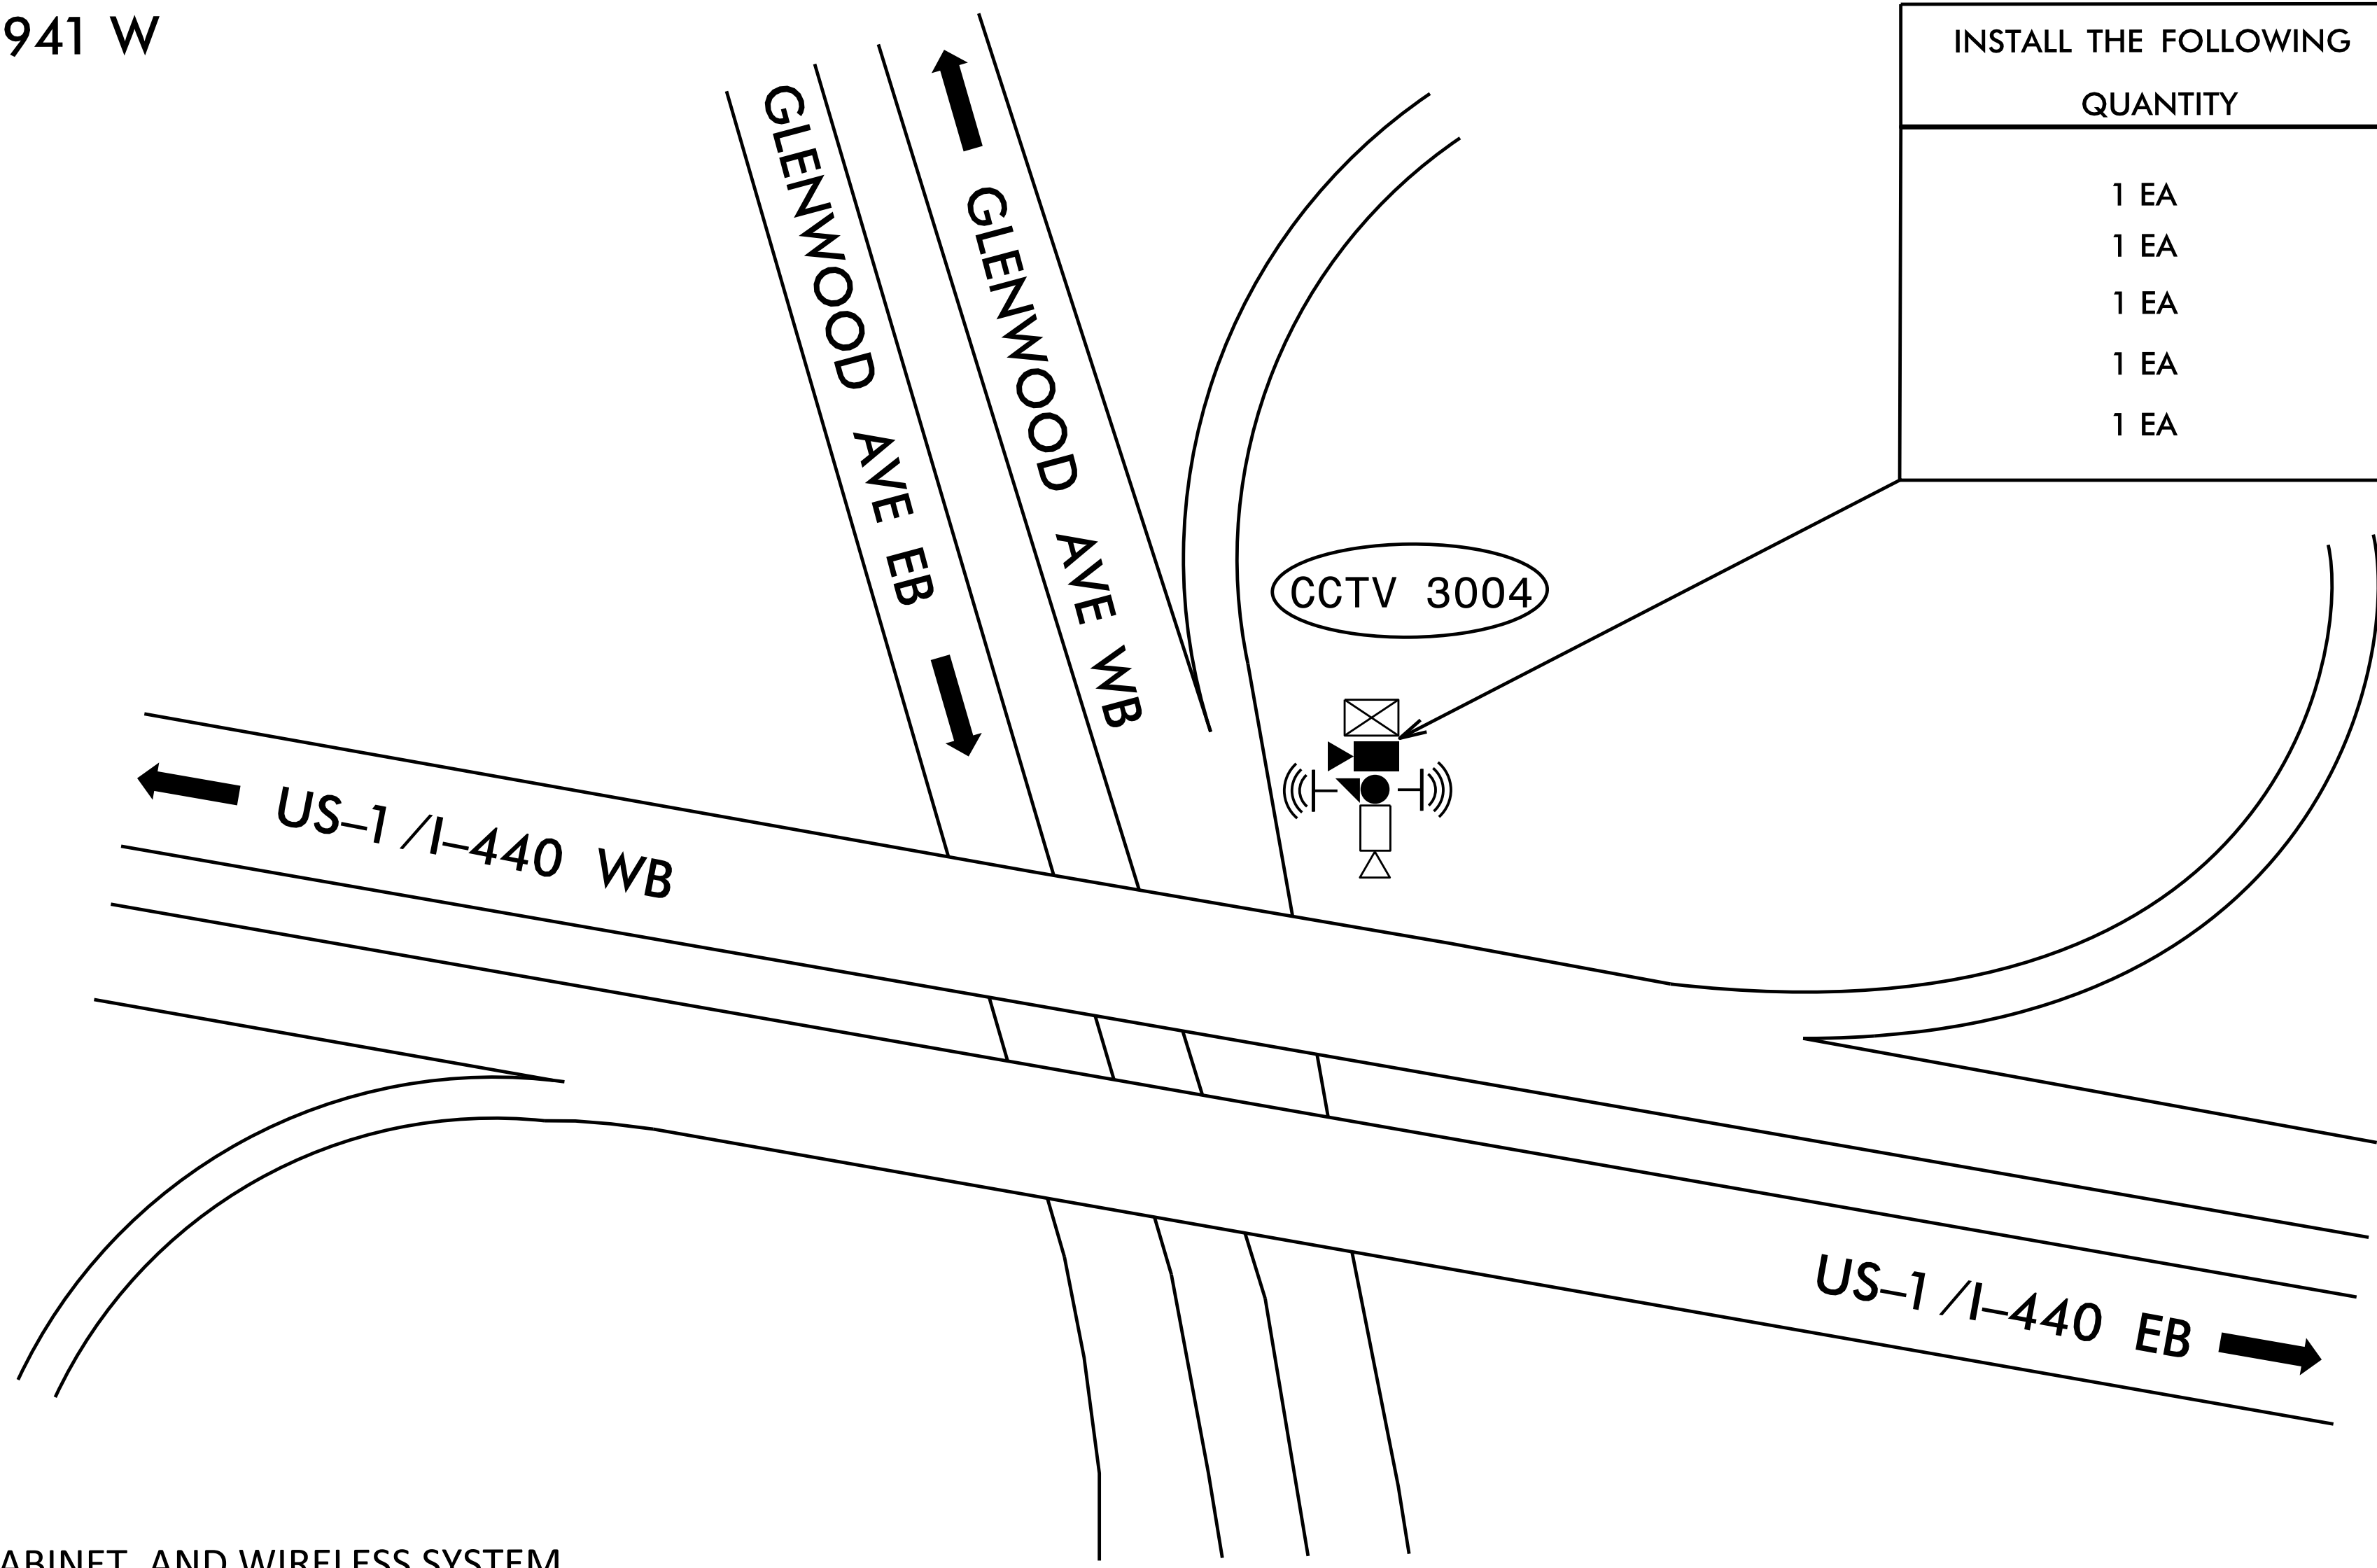 941 W
INSTALL THE FOLLOWING
QUANTITY
1 EA
1 EA
1 EA
1 EA
1 EA
GLENWOOD AVE EB
GLENWOOD AVE WB
CCTV 3004
US-1 /I-440 WB
US-1 /I-440 EB
ABINET AND WIRELESS SYSTEM